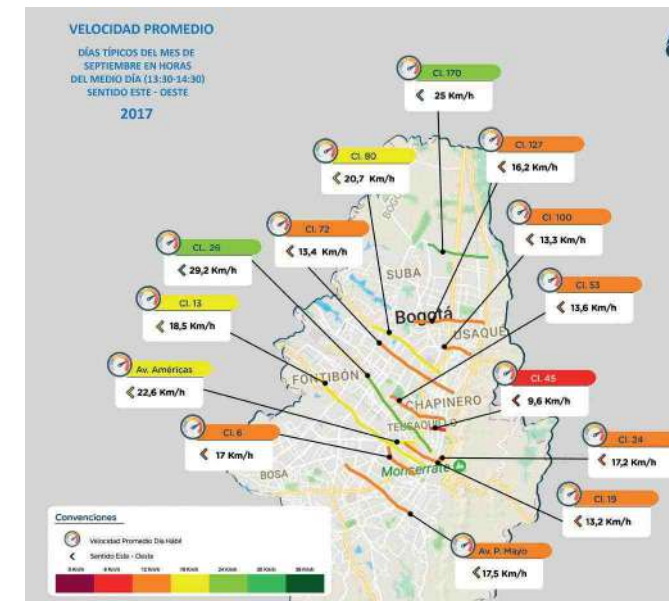 VELOCIDAD PROMEDIO
DÍAS TÍPICOS DEL MES DE
SEPTIEMBRE EN HORAS
DEL MEDIO DÍA (13:30-14:30)
SENTIDO ESTE - OESTE
2017
Cl. 170
25 Km/h
Cl. 127
16,2 Km/h
Cl. 80
20,7 Km/h
Cl. 100
13,3 Km/h
Cl. 72
13,4 Km/h
CL. 26
29,2 Km/h
SUBA
Cl. 53
13,6 Km/h
Cl. 13
18,5 Km/h
Bogotá
USAQUÉ
Av. Américas
22,6 Km/h
FONTIBÓN
Cl. 45
9,6 Km/h
CHAPINERO
TEUSAQUILLO
Cl. 6
17 Km/h
Cl. 24
17,2 Km/h
BOSA
Monserrate
Cl. 19
13,2 Km/h
Av. P. Mayo
17,5 Km/h
Convenciones
Velocidad Promedio Día Hábil
Sentido Este - Oeste